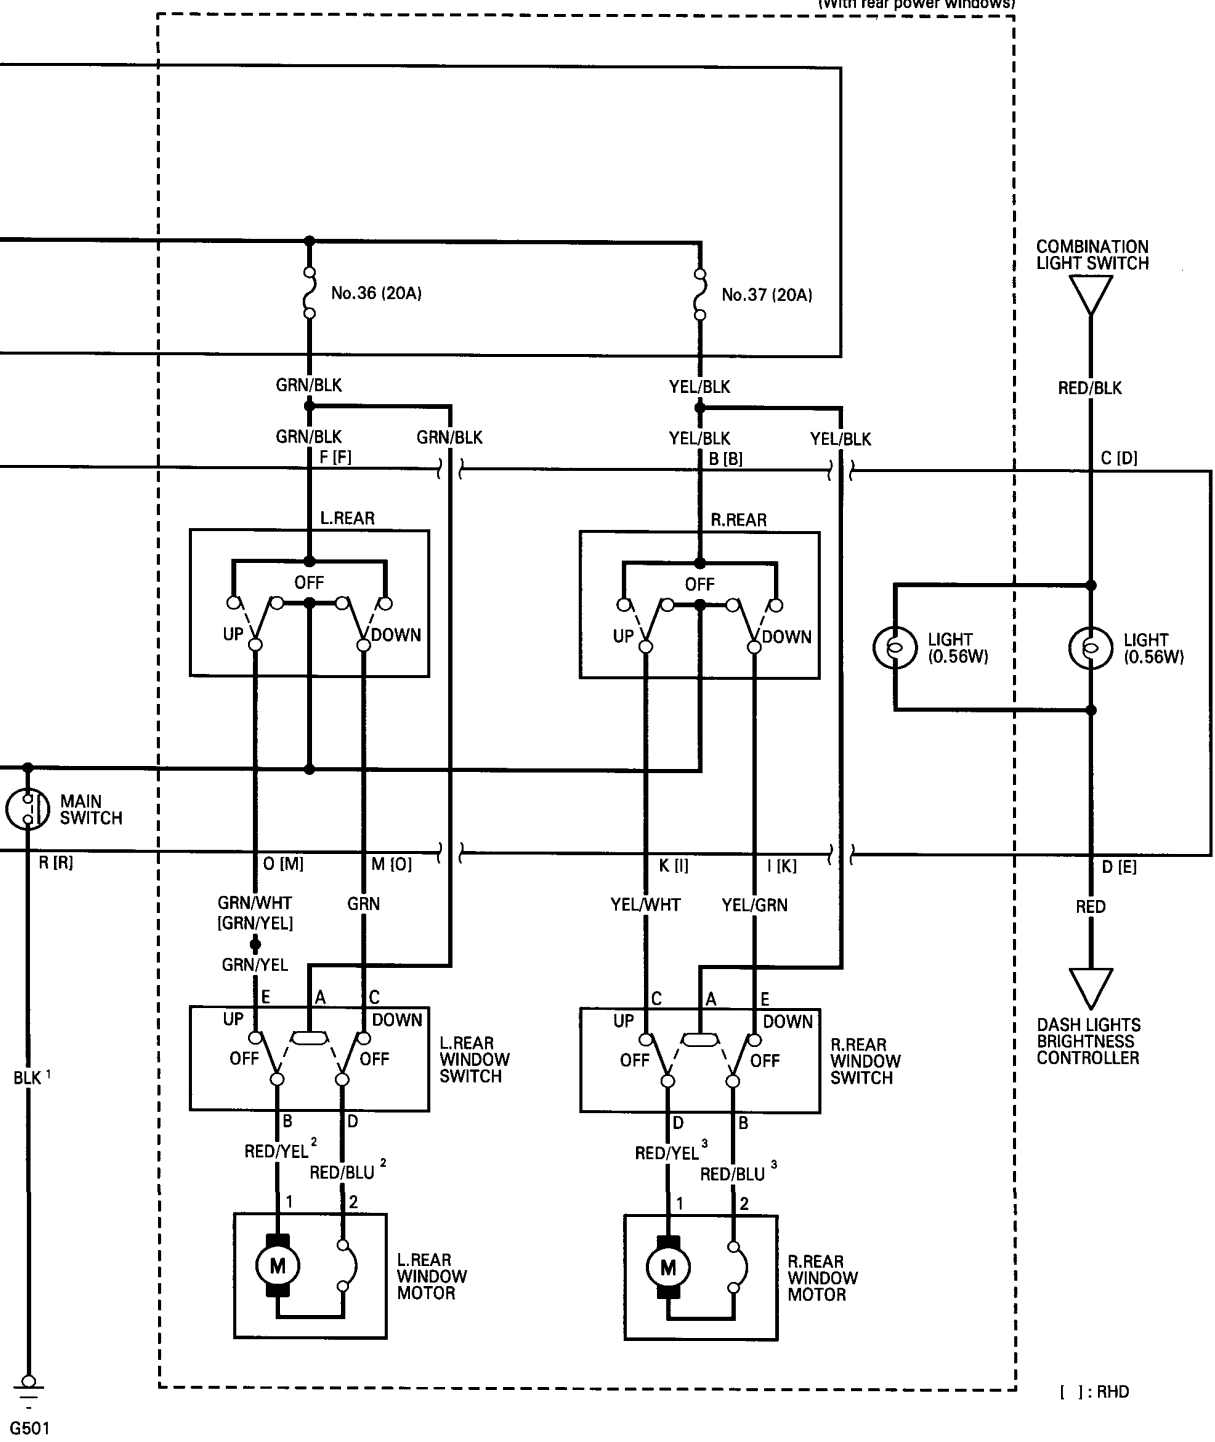 (With rear power windows)
COMBINATION
LIGHT SWITCH
No.36 (20A)
No.37 (20A)
GRN/BLK
YEL/BLK
RED/BLK
GRN/BLK
GRN/BLK
YEL/BLK
YEL/BLK
F [F]
B [B]
C [D]
L.REAR
R.REAR
OFF
OFF
UP
DOWN
UP
DOWN
LIGHT
(0.56W)
LIGHT
(0.56W)
MAIN
SWITCH
R [R]
O [M]
M [O]
K [I]
I [K]
D [E]
GRN/WHT
[GRN/YEL]
GRN
YEL/WHT
YEL/GRN
RED
GRN/YEL
E
A
C
C
A
E
UP
DOWN
UP
DOWN
OFF
OFF
OFF
OFF
L.REAR
WINDOW
SWITCH
R.REAR
WINDOW
SWITCH
DASH LIGHTS
BRIGHTNESS
CONTROLLER
BLK 1
B
D
D
B
RED/YEL 2
RED/BLU 2
RED/YEL 3
RED/BLU 3
1
2
1
2
M
M
L.REAR
WINDOW
MOTOR
R.REAR
WINDOW
MOTOR
[ ] : RHD
G501